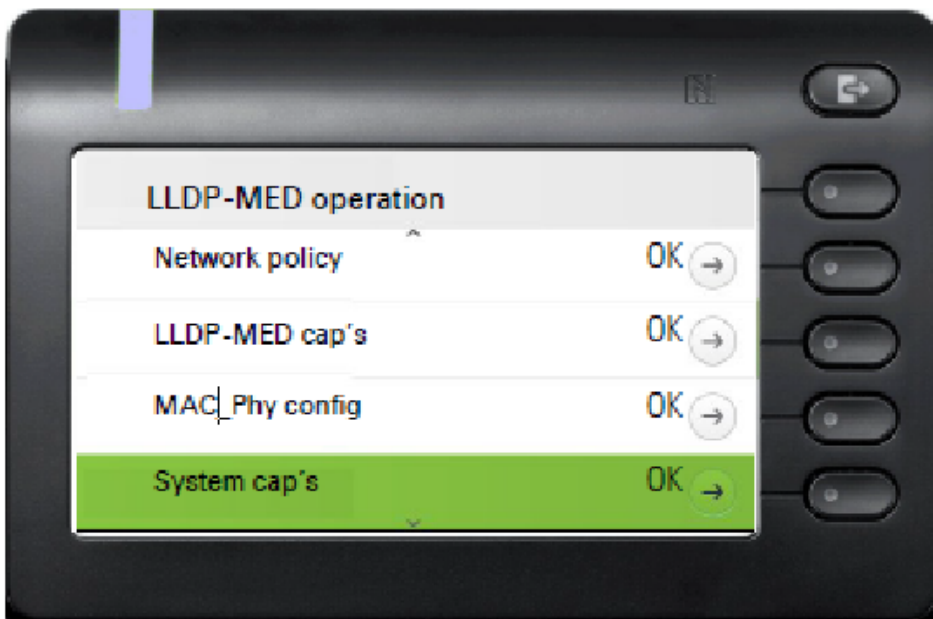 LLDP-MED operation
Network policy OK
LLDP-MED cap´s OK
MAC_Phy config OK
System cap´s OK